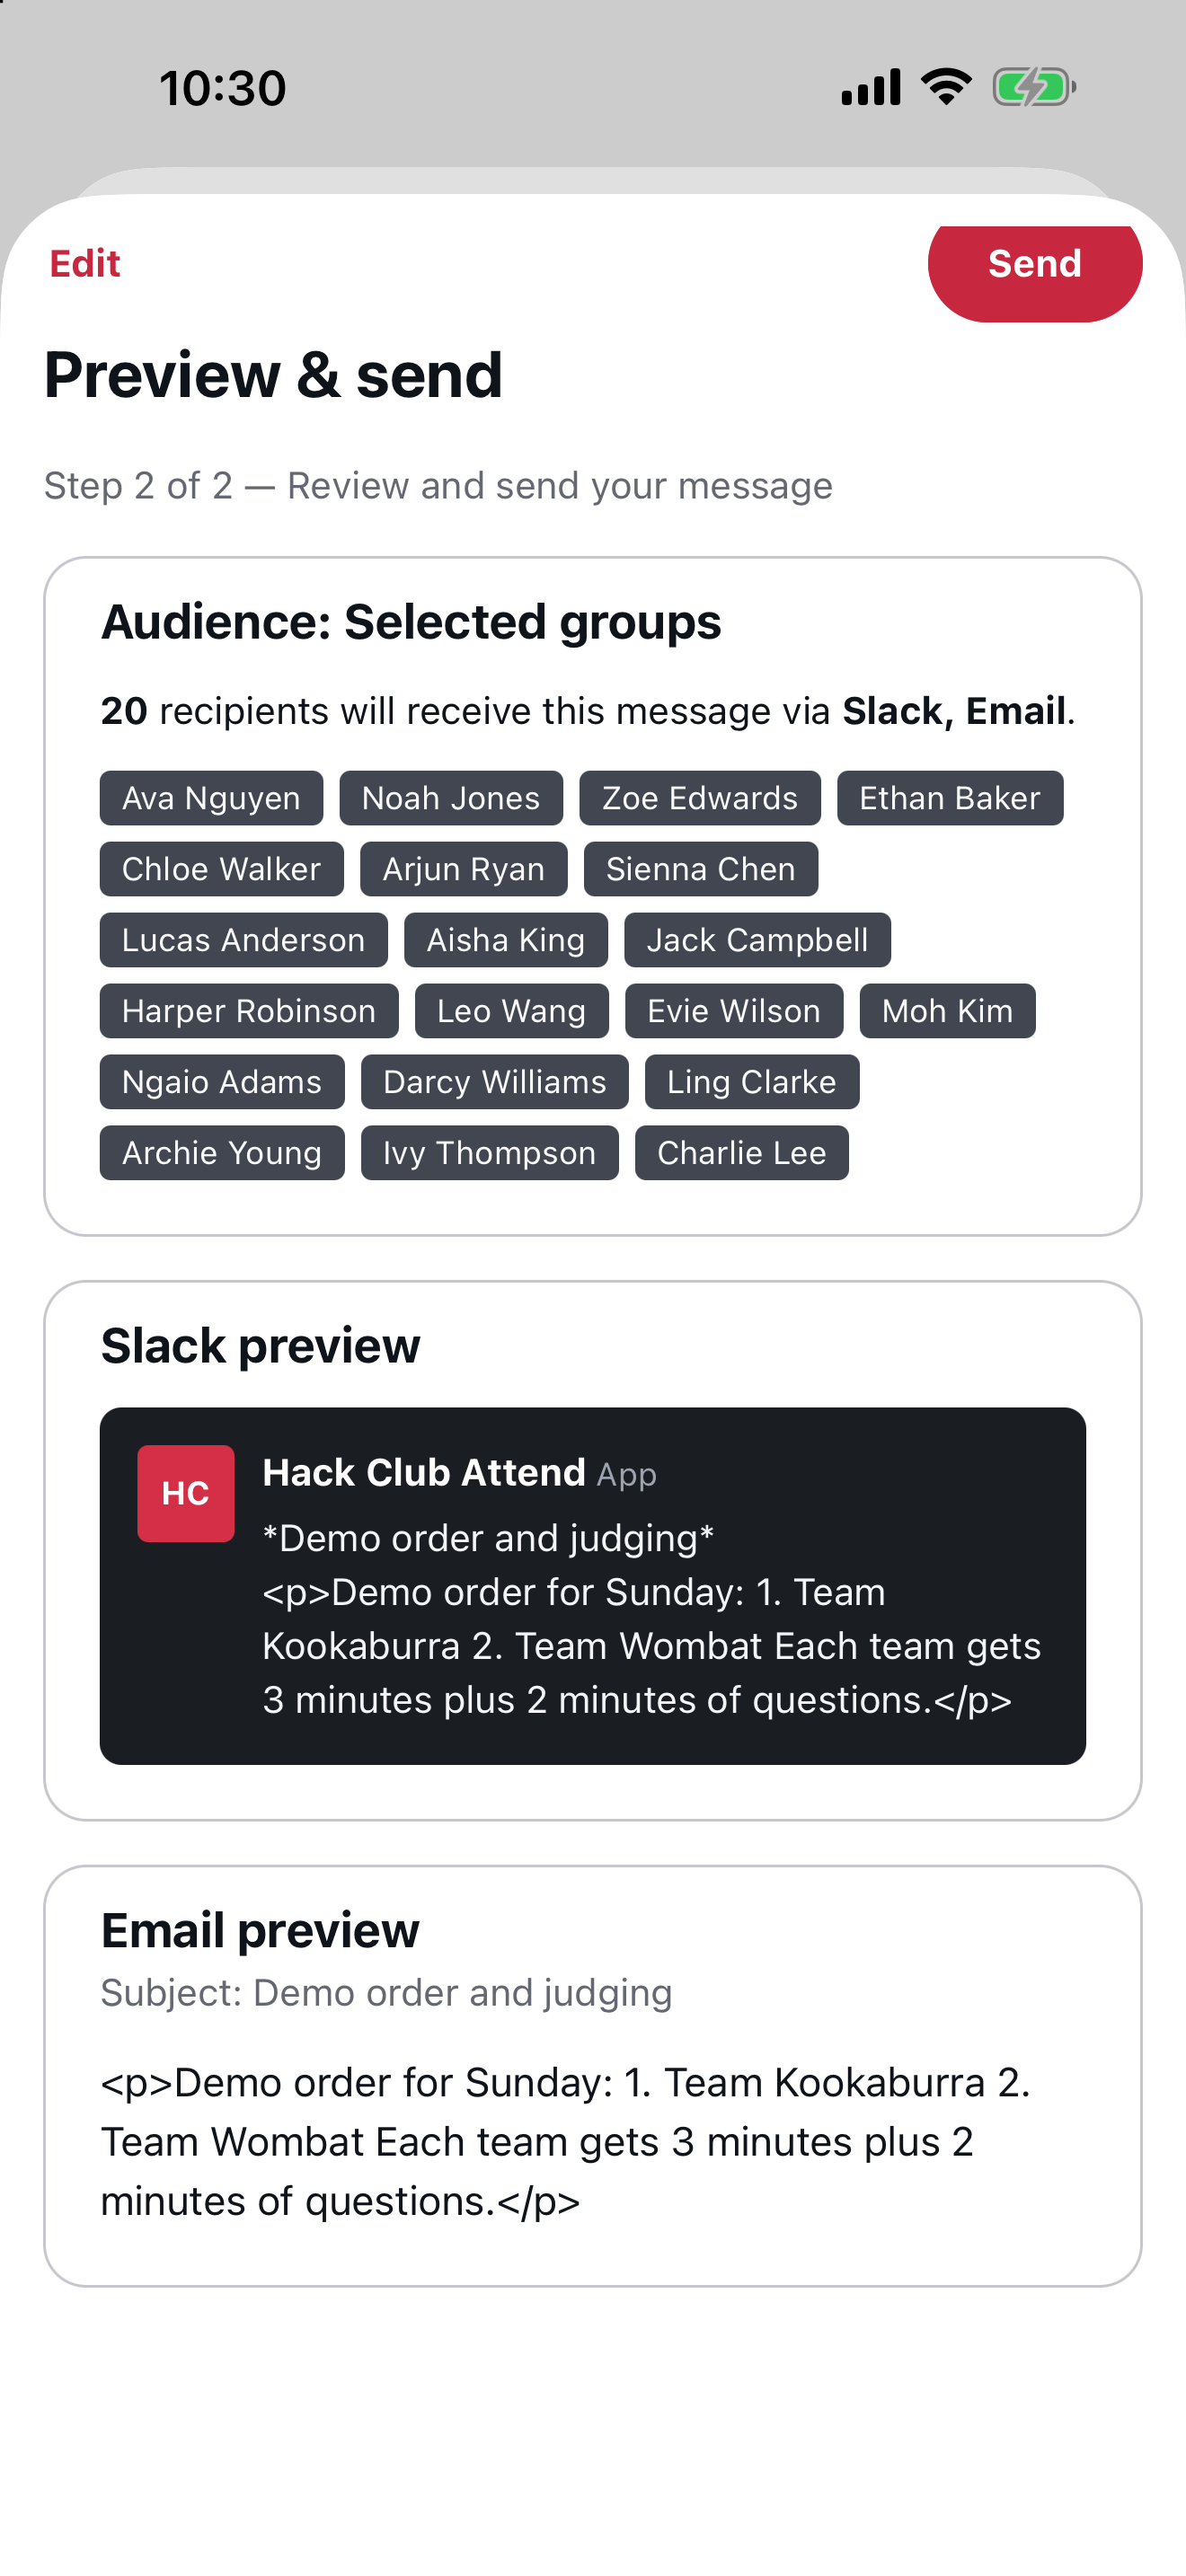 10:30
Edit
Send
Preview & send
Step 2 of 2 — Review and send your message
Audience: Selected groups
20 recipients will receive this message via Slack, Email.
Ava Nguyen Noah Jones Zoe Edwards Ethan Baker
Chloe Walker Arjun Ryan Sienna Chen
Lucas Anderson Aisha King Jack Campbell
Harper Robinson Leo Wang Evie Wilson Moh Kim
Ngaio Adams Darcy Williams Ling Clarke
Archie Young Ivy Thompson Charlie Lee
Slack preview
HC
Hack Club Attend App
*Demo order and judging*
<p>Demo order for Sunday: 1. Team
Kookaburra 2. Team Wombat Each team gets
3 minutes plus 2 minutes of questions.</p>
Email preview
Subject: Demo order and judging
<p>Demo order for Sunday: 1. Team Kookaburra 2.
Team Wombat Each team gets 3 minutes plus 2
minutes of questions.</p>